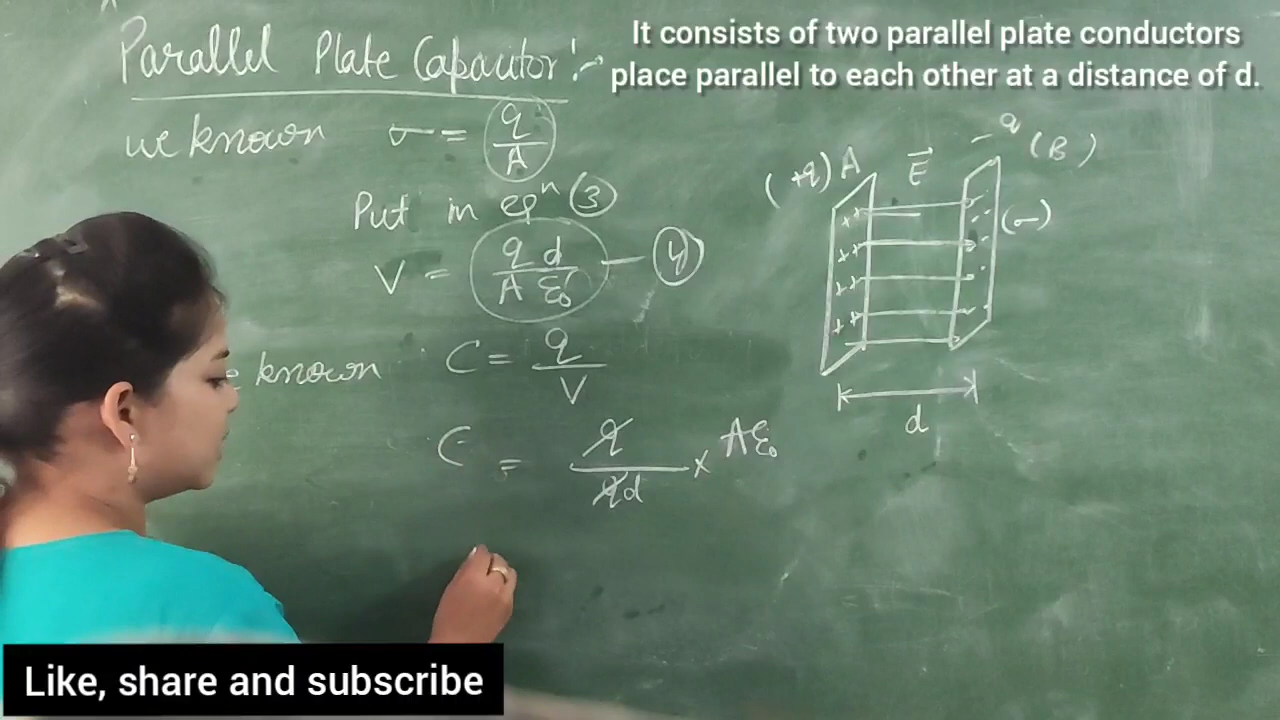 Parallel Plate Capacitor :-
It consists of two parallel plate conductors
place parallel to each other at a distance of d.
we known σ = q/A
Put in eqⁿ (3)
V = qd/Aε₀ — (4)
e known C = q/V
C = q/qd × Aε₀
(+q) A
E⃗
-q
(B)
++
++
++
++
(-)
d
Like, share and subscribe